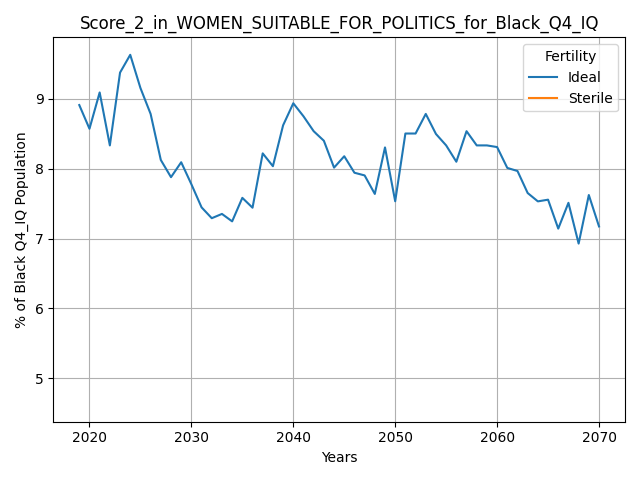 Score_2_in_WOMEN_SUITABLE_FOR_POLITICS_for_Black_Q4_IQ
Fertility
Ideal
Sterile
% of Black Q4_IQ Population
9
8
7
6
5
2020 2030 2040 2050 2060 2070
Years